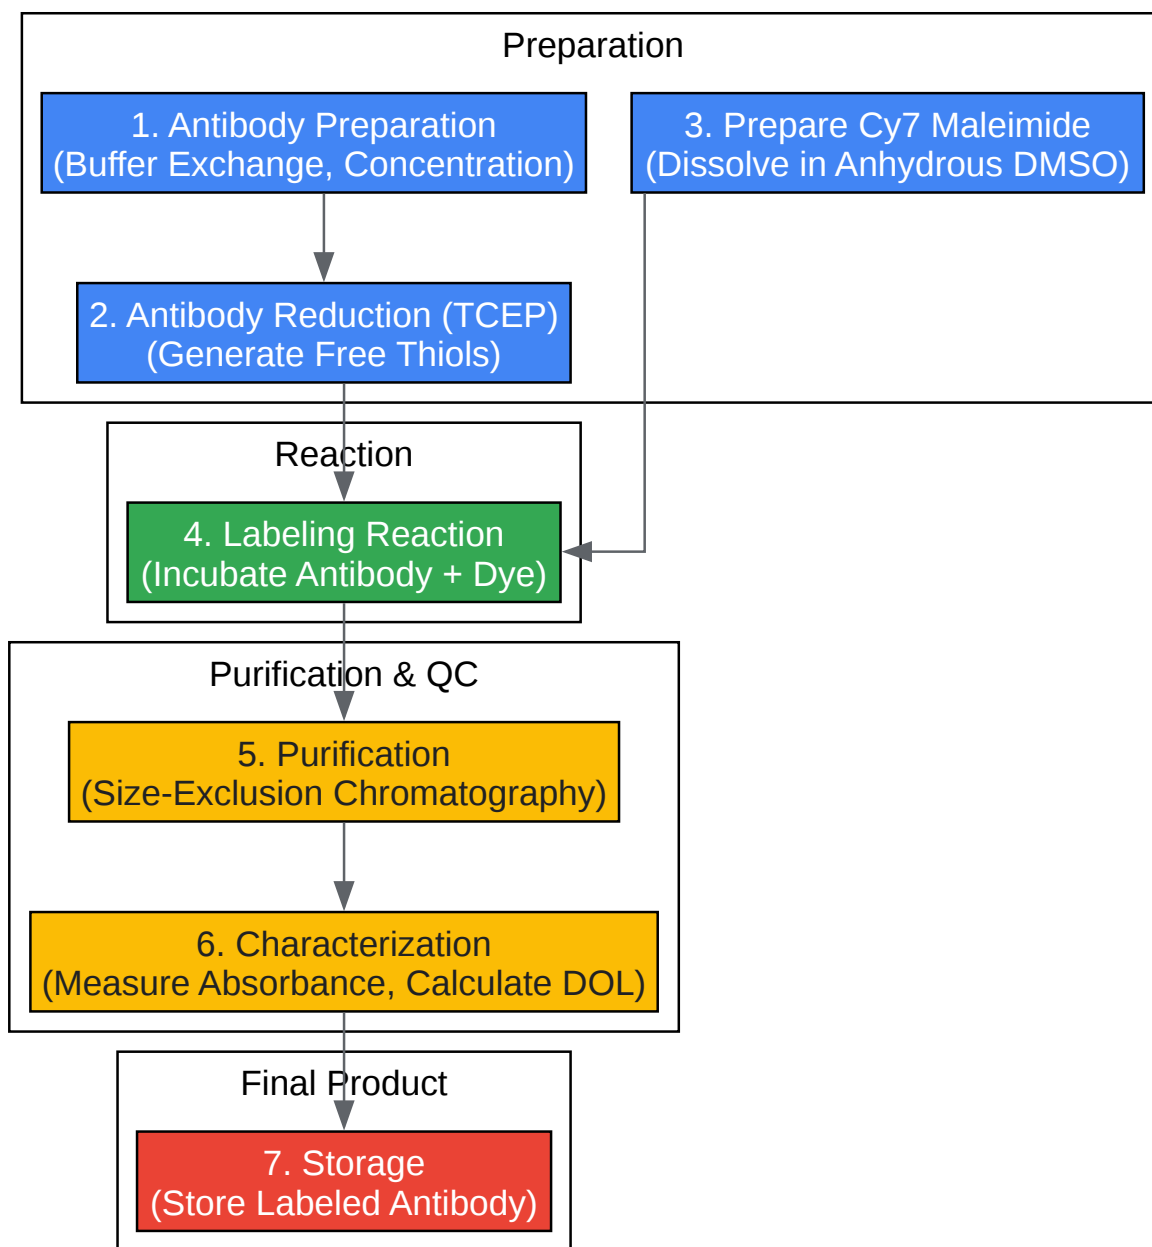 Preparation
1. Antibody Preparation
(Buffer Exchange, Concentration)
3. Prepare Cy7 Maleimide
(Dissolve in Anhydrous DMSO)
2. Antibody Reduction (TCEP)
(Generate Free Thiols)
Reaction
4. Labeling Reaction
(Incubate Antibody + Dye)
Purification & QC
5. Purification
(Size-Exclusion Chromatography)
6. Characterization
(Measure Absorbance, Calculate DOL)
Final Product
7. Storage
(Store Labeled Antibody)